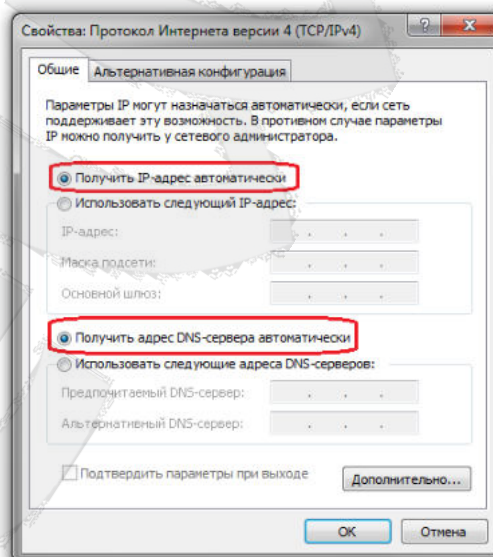 Свойства: Протокол Интернета версии 4 (TCP/IPv4)
Общие
Альтернативная конфигурация
Параметры IP могут назначаться автоматически, если сеть
поддерживает эту возможность. В противном случае параметры
IP можно получить у сетевого администратора.
Получить IP-адрес автоматически
Использовать следующий IP-адрес:
IP-адрес:
Маска подсети:
Основной шлюз:
Получить адрес DNS-сервера автоматически
Использовать следующие адреса DNS-серверов:
Предпочитаемый DNS-сервер:
Альтернативный DNS-сервер:
Подтвердить параметры при выходе
Дополнительно...
ОК
Отмена